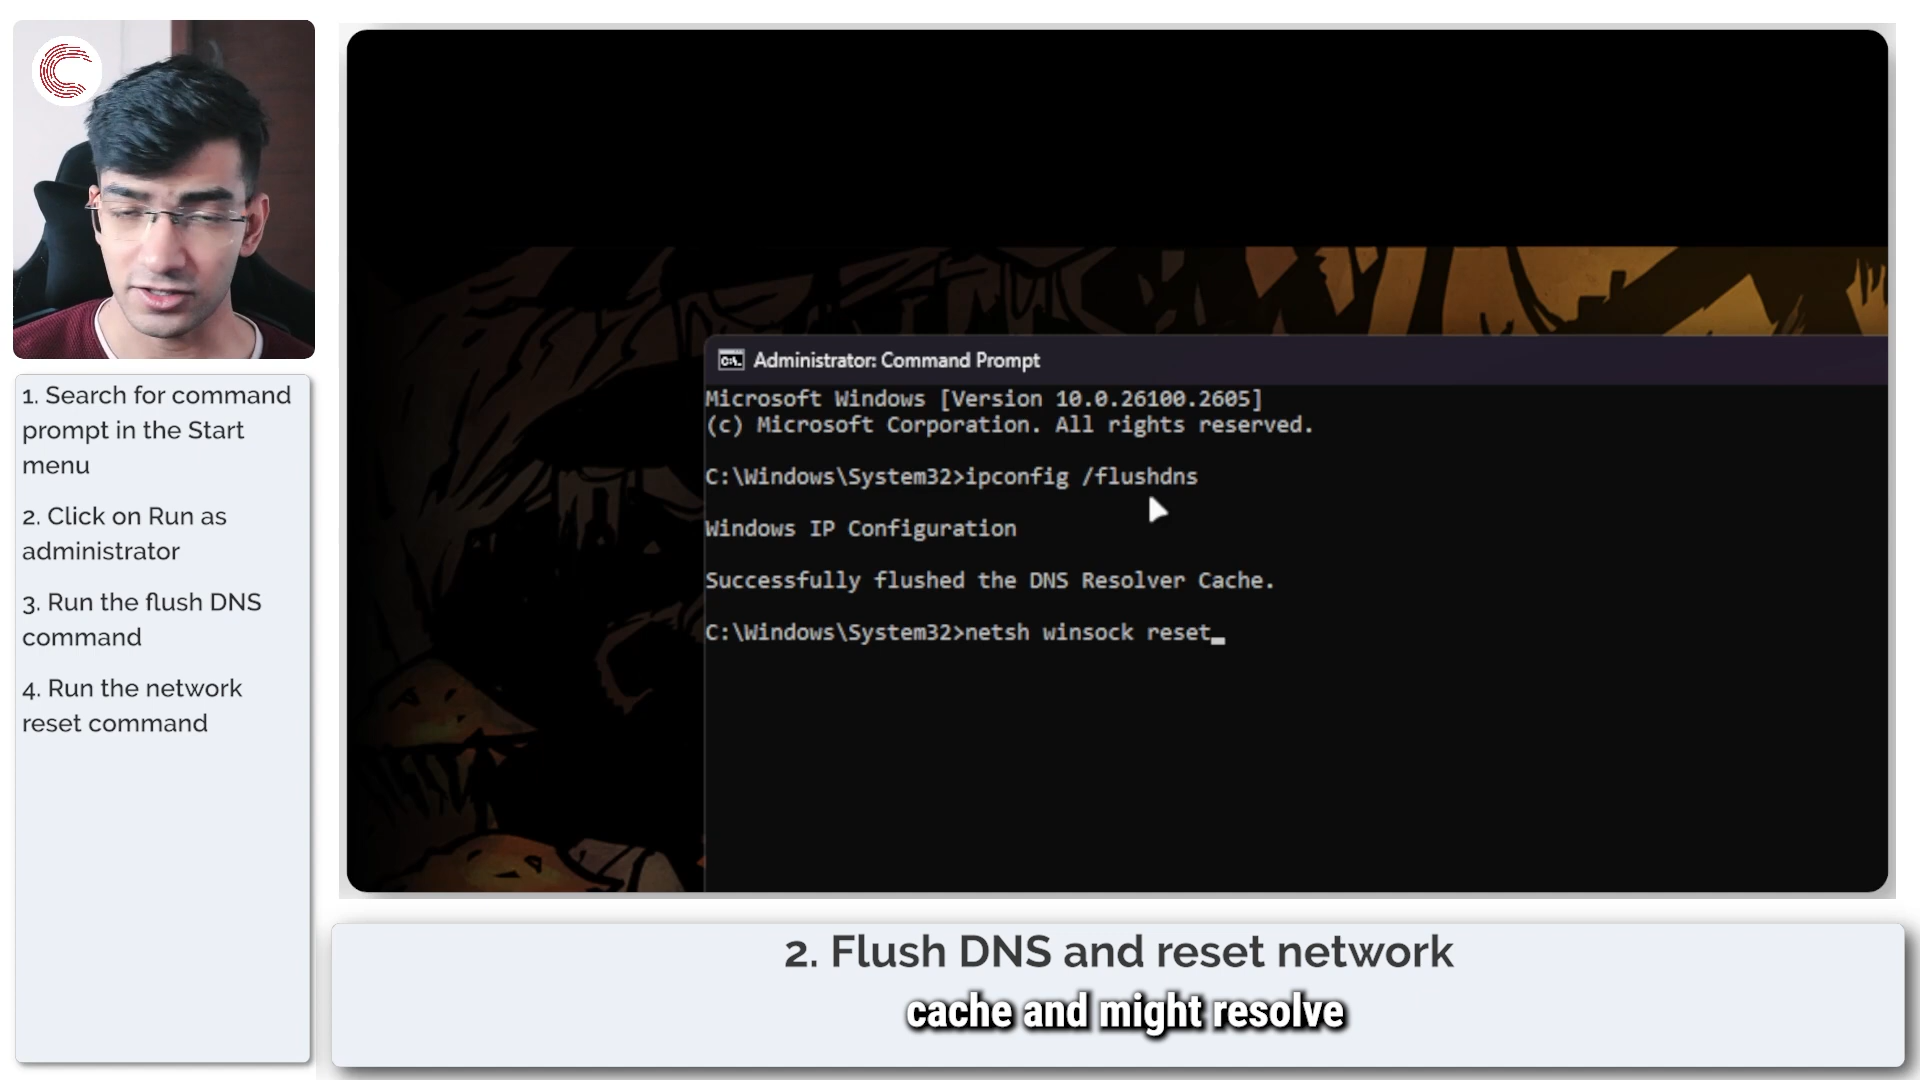 1. Search for command
prompt in the Start
menu
2. Click on Run as
administrator
3. Run the flush DNS
command
4. Run the network
reset command
Administrator: Command Prompt
Microsoft Windows [Version 10.0.26100.2605]
(c) Microsoft Corporation. All rights reserved.
C:\Windows\System32>ipconfig /flushdns
Windows IP Configuration
Successfully flushed the DNS Resolver Cache.
C:\Windows\System32>netsh winsock reset_
2. Flush DNS and reset network
cache and might resolve